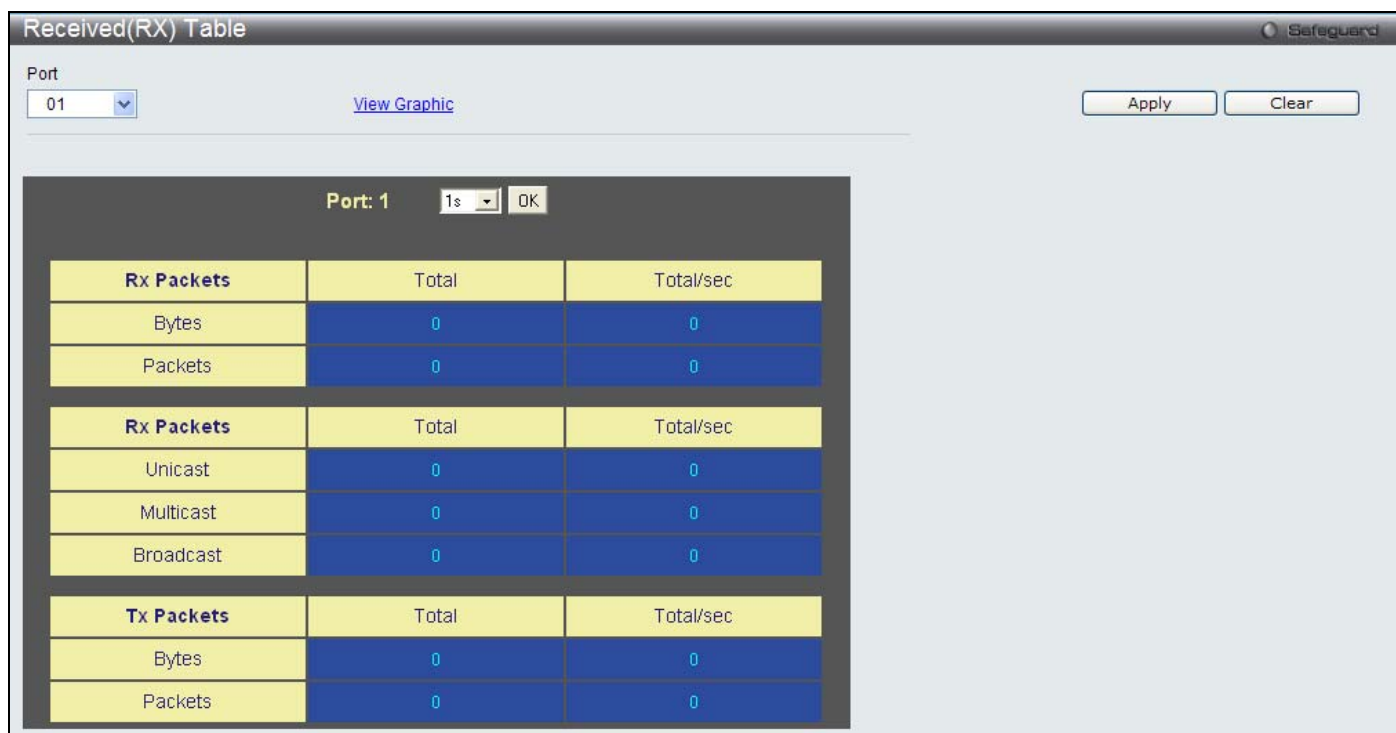 Received(RX) Table
Safeguard
Port
01
View Graphic
Apply
Clear
Port: 1
1s
OK
Rx Packets Total Total/sec
Bytes 0 0
Packets 0 0
Rx Packets Total Total/sec
Unicast 0 0
Multicast 0 0
Broadcast 0 0
Tx Packets Total Total/sec
Bytes 0 0
Packets 0 0